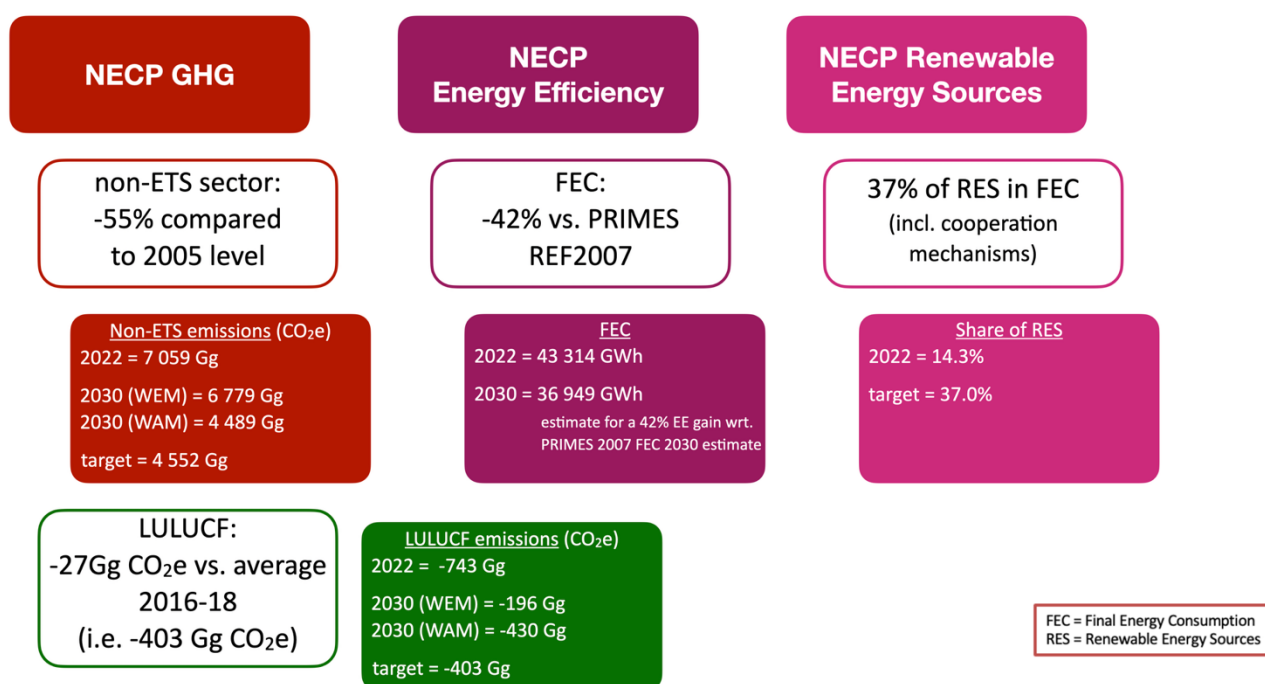 NECP GHG
non-ETS sector:
-55% compared
to 2005 level
Non-ETS emissions (CO₂e)
2022 = 7 059 Gg
2030 (WEM) = 6 779 Gg
2030 (WAM) = 4 489 Gg
target = 4 552 Gg
LULUCF:
-27Gg CO₂e vs. average
2016-18
(i.e. -403 Gg CO₂e)
LULUCF emissions (CO₂e)
2022 =  -743 Gg
2030 (WEM) = -196 Gg
2030 (WAM) = -430 Gg
target = -403 Gg
NECP
Energy Efficiency
FEC:
-42% vs. PRIMES
REF2007
FEC
2022 = 43 314 GWh
2030 = 36 949 GWh
estimate for a 42% EE gain wrt.
PRIMES 2007 FEC 2030 estimate
NECP Renewable
Energy Sources
37% of RES in FEC
(incl. cooperation
mechanisms)
Share of RES
2022 = 14.3%
target = 37.0%
FEC = Final Energy Consumption
RES = Renewable Energy Sources